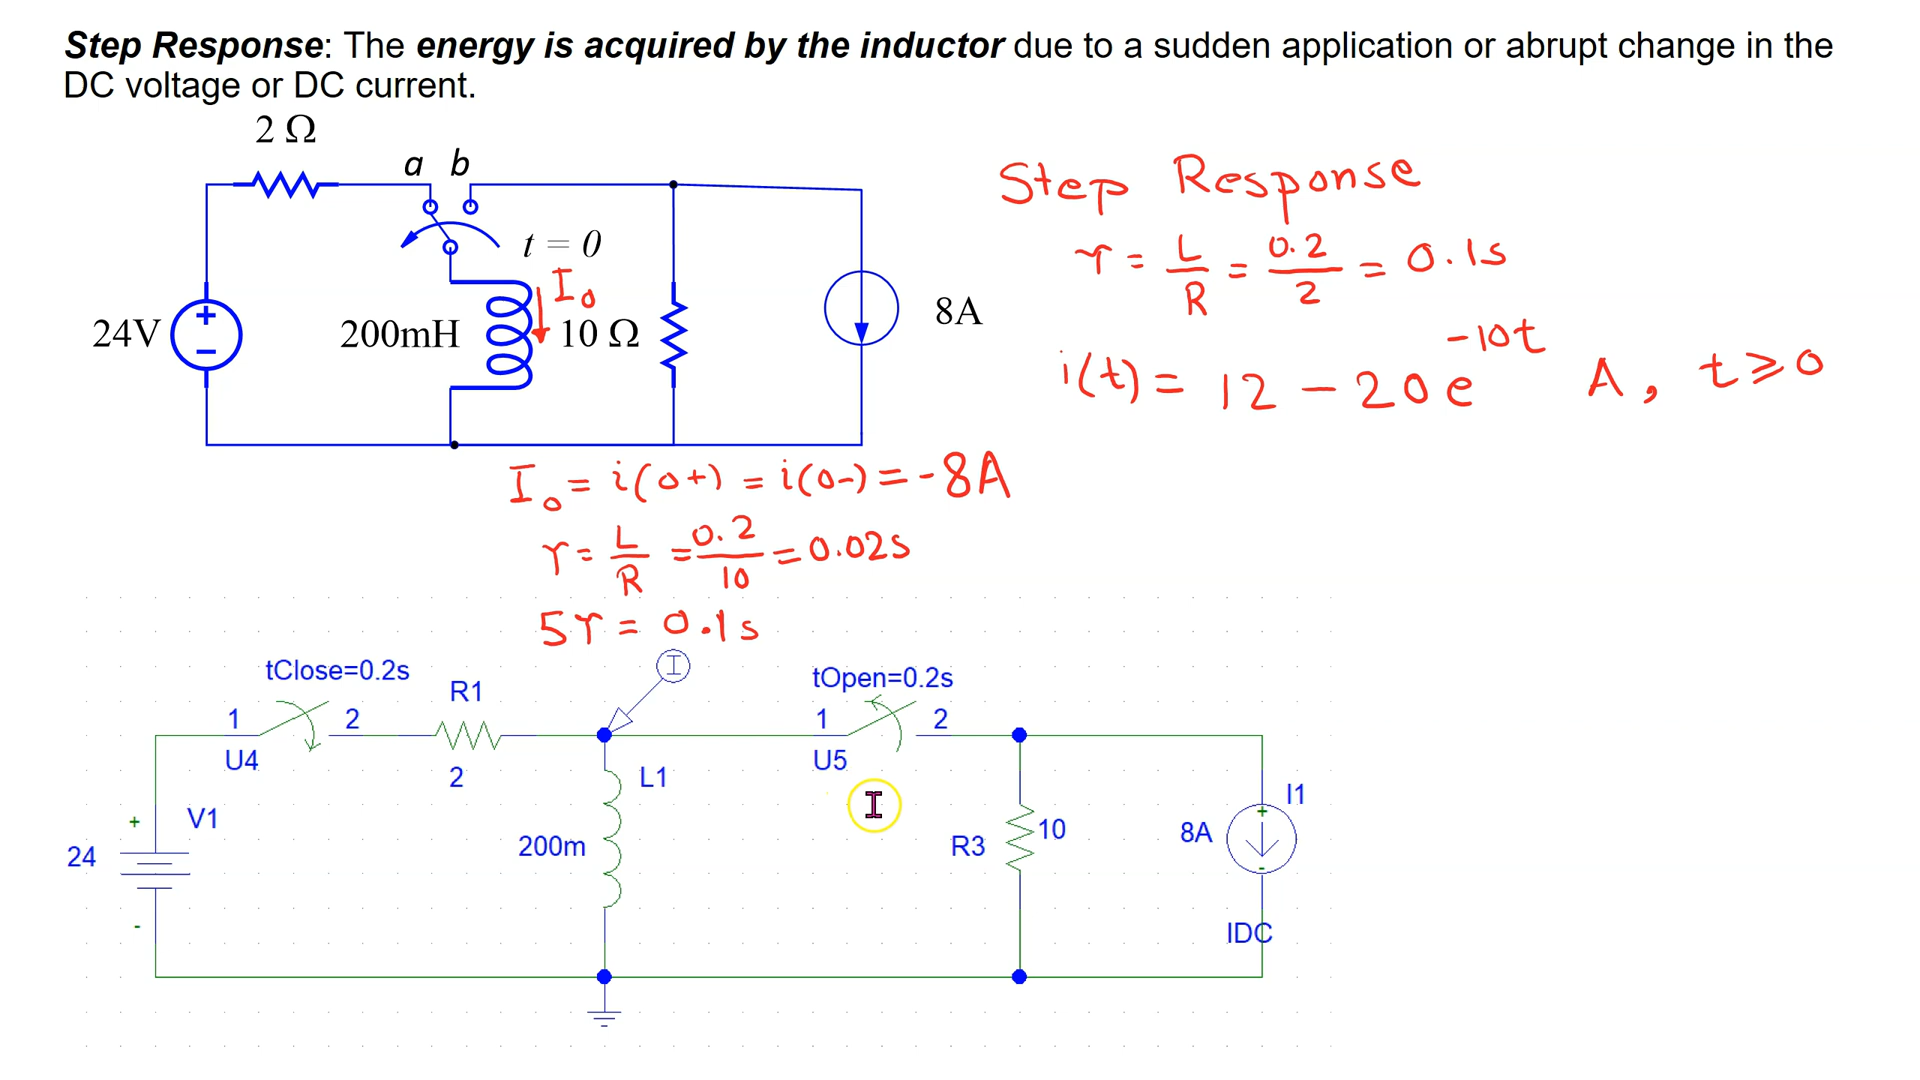 Step Response: The energy is acquired by the inductor due to a sudden application or abrupt change in the
DC voltage or DC current.
2 Ω
a b
t = 0
I₀
24V
+
−
200mH
10 Ω
8A
Step Response
τ = L/R = 0.2/2 = 0.1s
i(t) = 12 − 20e^−10t A, t ⩾ 0
I₀ = i(0+) = i(0-) = -8A
τ = L/R = 0.2/10 = 0.02s
5τ = 0.1s
I
tClose=0.2s
1 2
U4
R1
2
tOpen=0.2s
1 2
U5
L1
200m
+
V1
24
-
R3
10
I1
8A
+
-
IDC